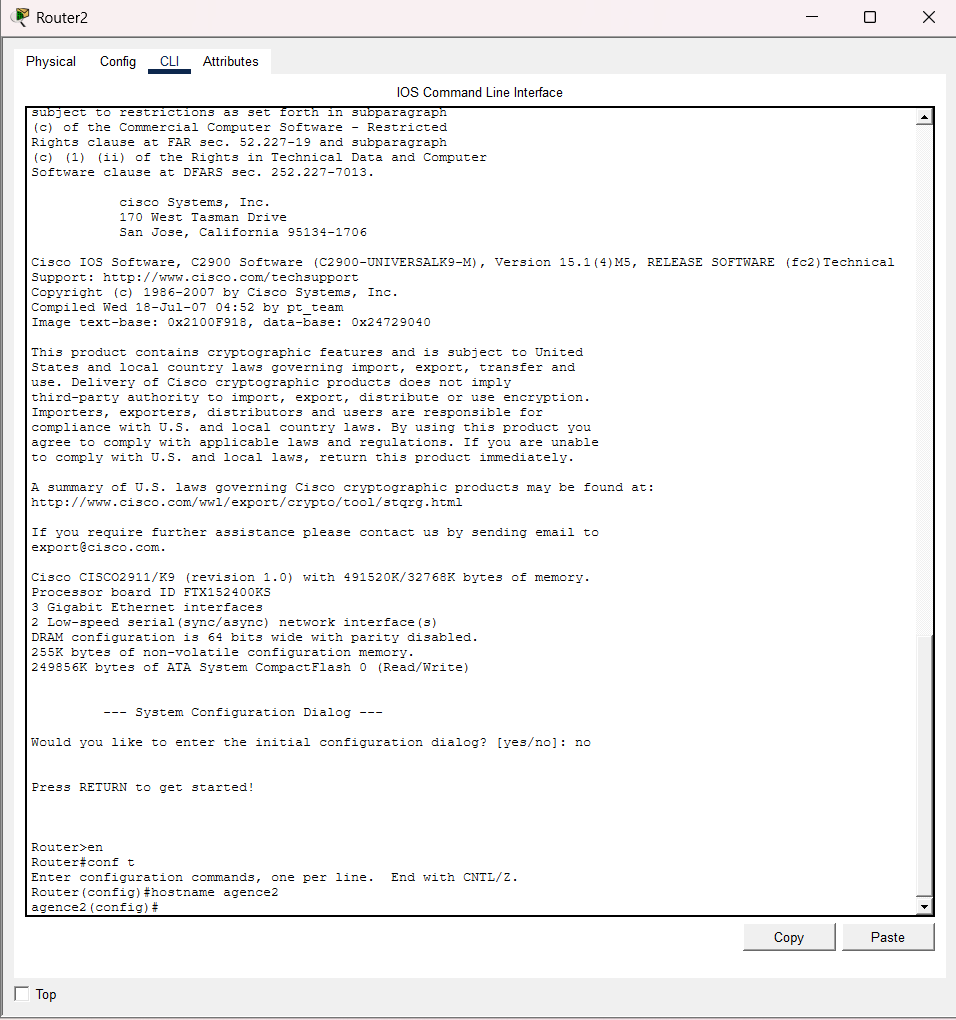 Router2
Physical Config CLI Attributes
IOS Command Line Interface
subject to restrictions as set forth in subparagraph
(c) of the Commercial Computer Software - Restricted
Rights clause at FAR sec. 52.227-19 and subparagraph
(c) (1) (ii) of the Rights in Technical Data and Computer
Software clause at DFARS sec. 252.227-7013.
cisco Systems, Inc.
170 West Tasman Drive
San Jose, California 95134-1706
Cisco IOS Software, C2900 Software (C2900-UNIVERSALK9-M), Version 15.1(4)M5, RELEASE SOFTWARE (fc2)Technical
Support: http://www.cisco.com/techsupport
Copyright (c) 1986-2007 by Cisco Systems, Inc.
Compiled Wed 18-Jul-07 04:52 by pt_team
Image text-base: 0x2100F918, data-base: 0x24729040
This product contains cryptographic features and is subject to United
States and local country laws governing import, export, transfer and
use. Delivery of Cisco cryptographic products does not imply
third-party authority to import, export, distribute or use encryption.
Importers, exporters, distributors and users are responsible for
compliance with U.S. and local country laws. By using this product you
agree to comply with applicable laws and regulations. If you are unable
to comply with U.S. and local laws, return this product immediately.
A summary of U.S. laws governing Cisco cryptographic products may be found at:
http://www.cisco.com/wwl/export/crypto/tool/stqrg.html
If you require further assistance please contact us by sending email to
export@cisco.com.
Cisco CISCO2911/K9 (revision 1.0) with 491520K/32768K bytes of memory.
Processor board ID FTX152400KS
3 Gigabit Ethernet interfaces
2 Low-speed serial(sync/async) network interface(s)
DRAM configuration is 64 bits wide with parity disabled.
255K bytes of non-volatile configuration memory.
249856K bytes of ATA System CompactFlash 0 (Read/Write)
--- System Configuration Dialog ---
Would you like to enter the initial configuration dialog? [yes/no]: no
Press RETURN to get started!
Router>en
Router#conf t
Enter configuration commands, one per line.  End with CNTL/Z.
Router(config)#hostname agence2
agence2(config)#
Copy Paste
Top